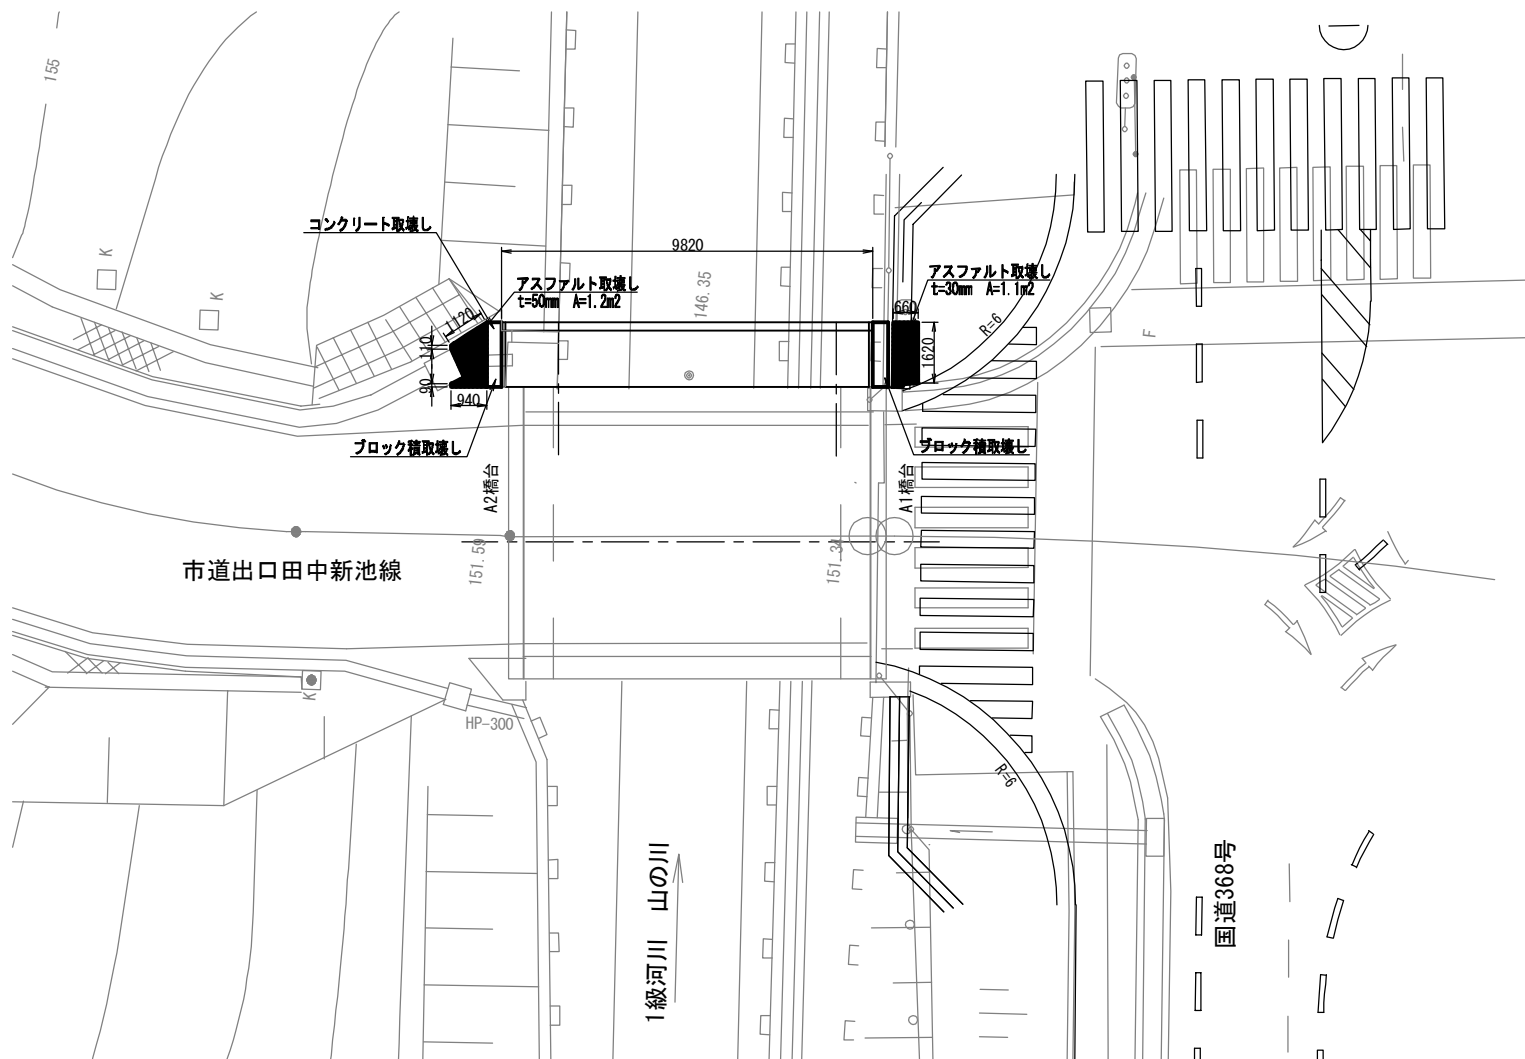 155
K
K
コンクリート取壊し
9820
アスファルト取壊し
t=50mm A=1.2m2
146.35
アスファルト取壊し
t=30mm A=1.1m2
660
R=6
F
1120
110
90
940
1620
ブロック積取壊し
ブロック積取壊し
A2橋台
A1橋台
151.59
市道出口田中新池線
K
HP-300
R=6
1級河川 山の川
国道368号